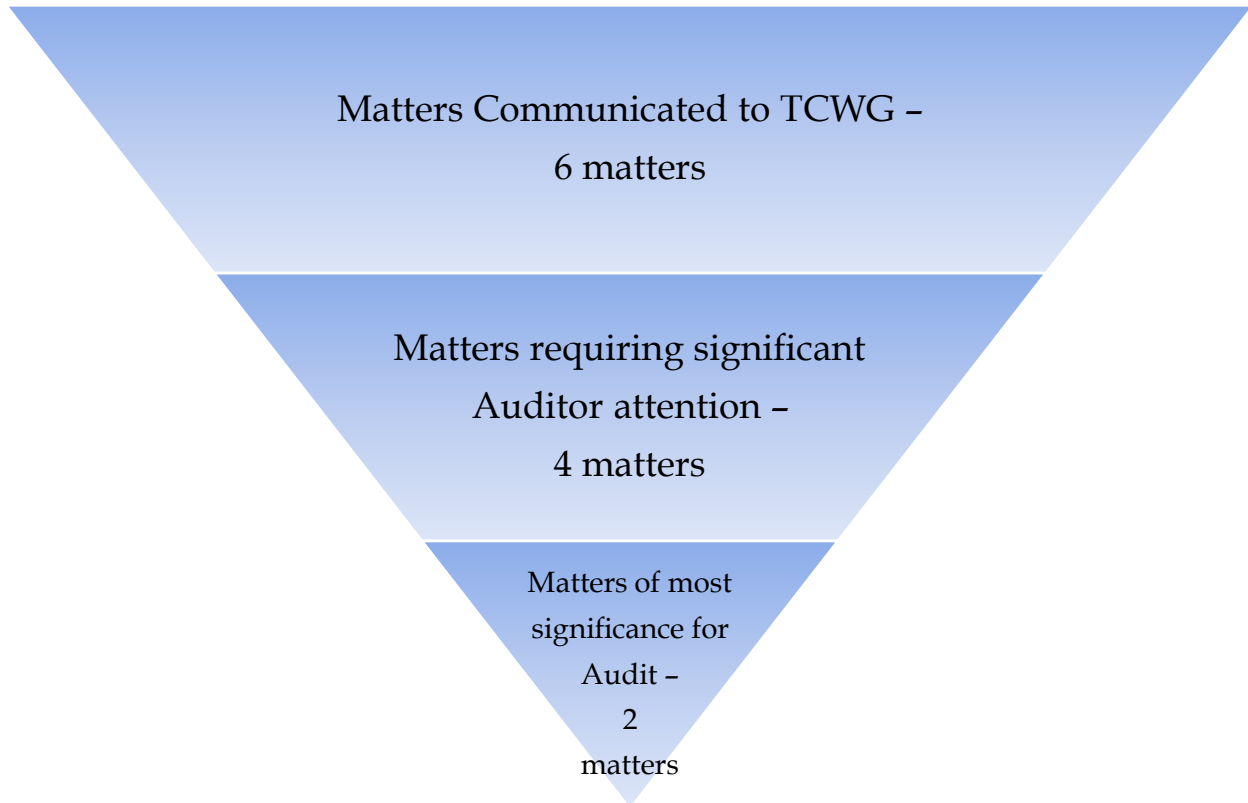 Matters Communicated to TCWG –
6 matters
Matters requiring significant
Auditor attention –
4 matters
Matters of most
significance for
Audit –
2
matters